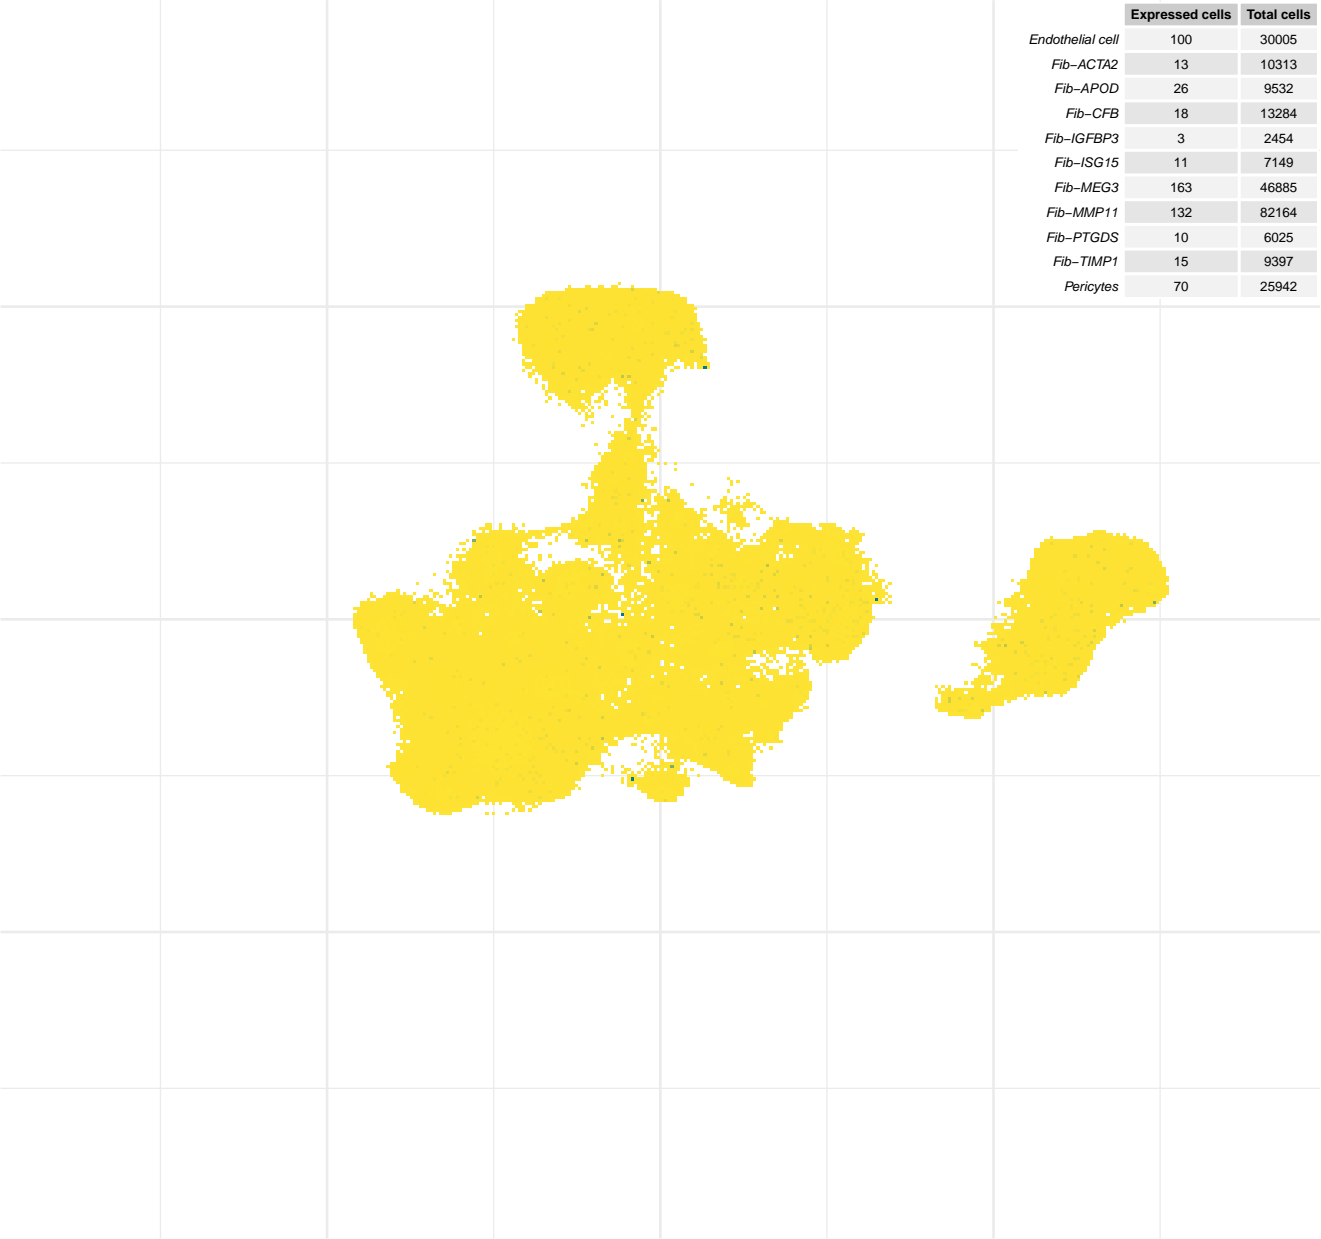 Expressed cells Total cells
Endothelial cell 100 30005
Fib−ACTA2 13 10313
Fib−APOD 26 9532
Fib−CFB 18 13284
Fib−IGFBP3 3 2454
Fib−ISG15 11 7149
Fib−MEG3 163 46885
Fib−MMP11 132 82164
Fib−PTGDS 10 6025
Fib−TIMP1 15 9397
Pericytes 70 25942